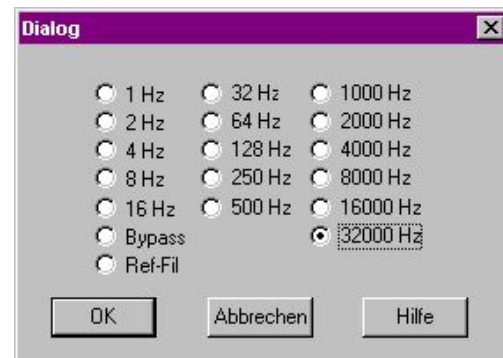 Dialog
1 Hz 32 Hz 1000 Hz
2 Hz 64 Hz 2000 Hz
4 Hz 128 Hz 4000 Hz
8 Hz 250 Hz 8000 Hz
16 Hz 500 Hz 16000 Hz
Bypass 32000 Hz
Ref-Fil
OK Abbrechen Hilfe